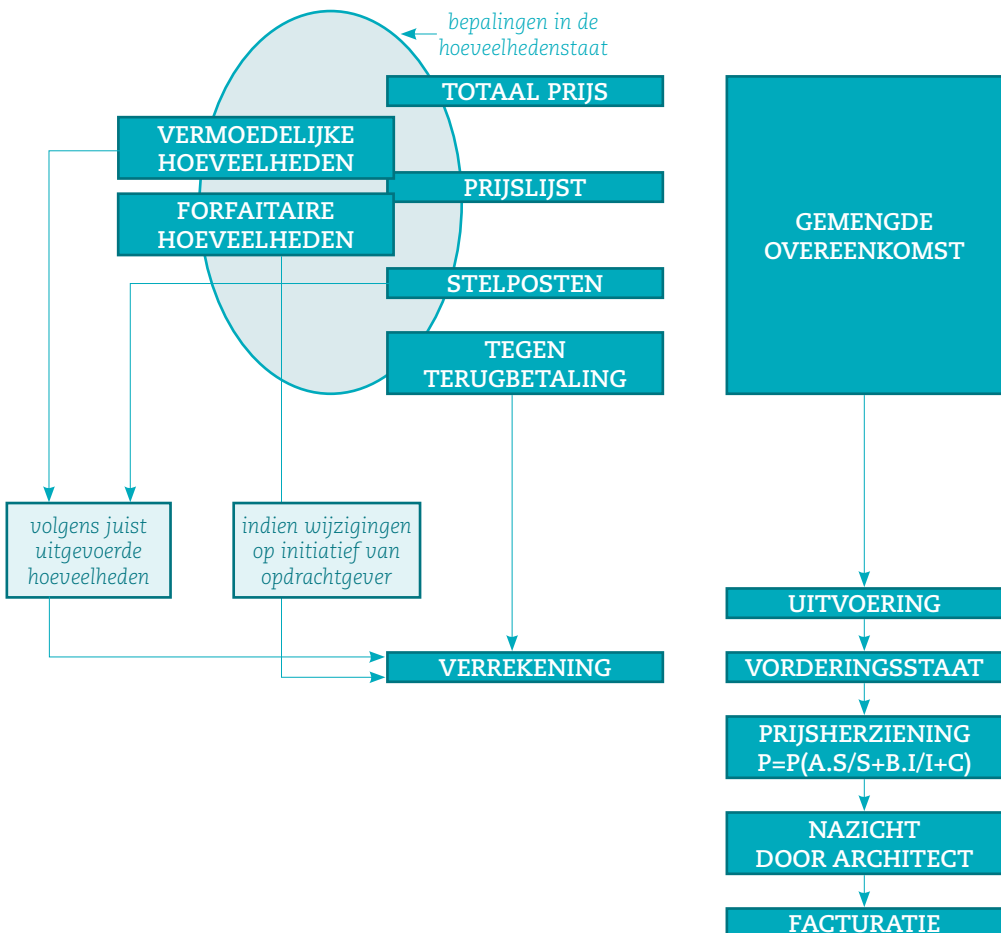 bepalingen in de
hoeveelhedenstaat
TOTAAL PRIJS
VERMOEDELIJKE
HOEVEELHEDEN
PRIJSLIJST
FORFAITAIRE
HOEVEELHEDEN
STELPOSTEN
TEGEN
TERUGBETALING
GEMENGDE
OVEREENKOMST
volgens juist
uitgevoerde
hoeveelheden
indien wijzigingen
op initiatief van
opdrachtgever
VERREKENING
UITVOERING
VORDERINGSSTAAT
PRIJSHERZIENING
P=P(A.S/S+B.I/I+C)
NAZICHT
DOOR ARCHITECT
FACTURATIE